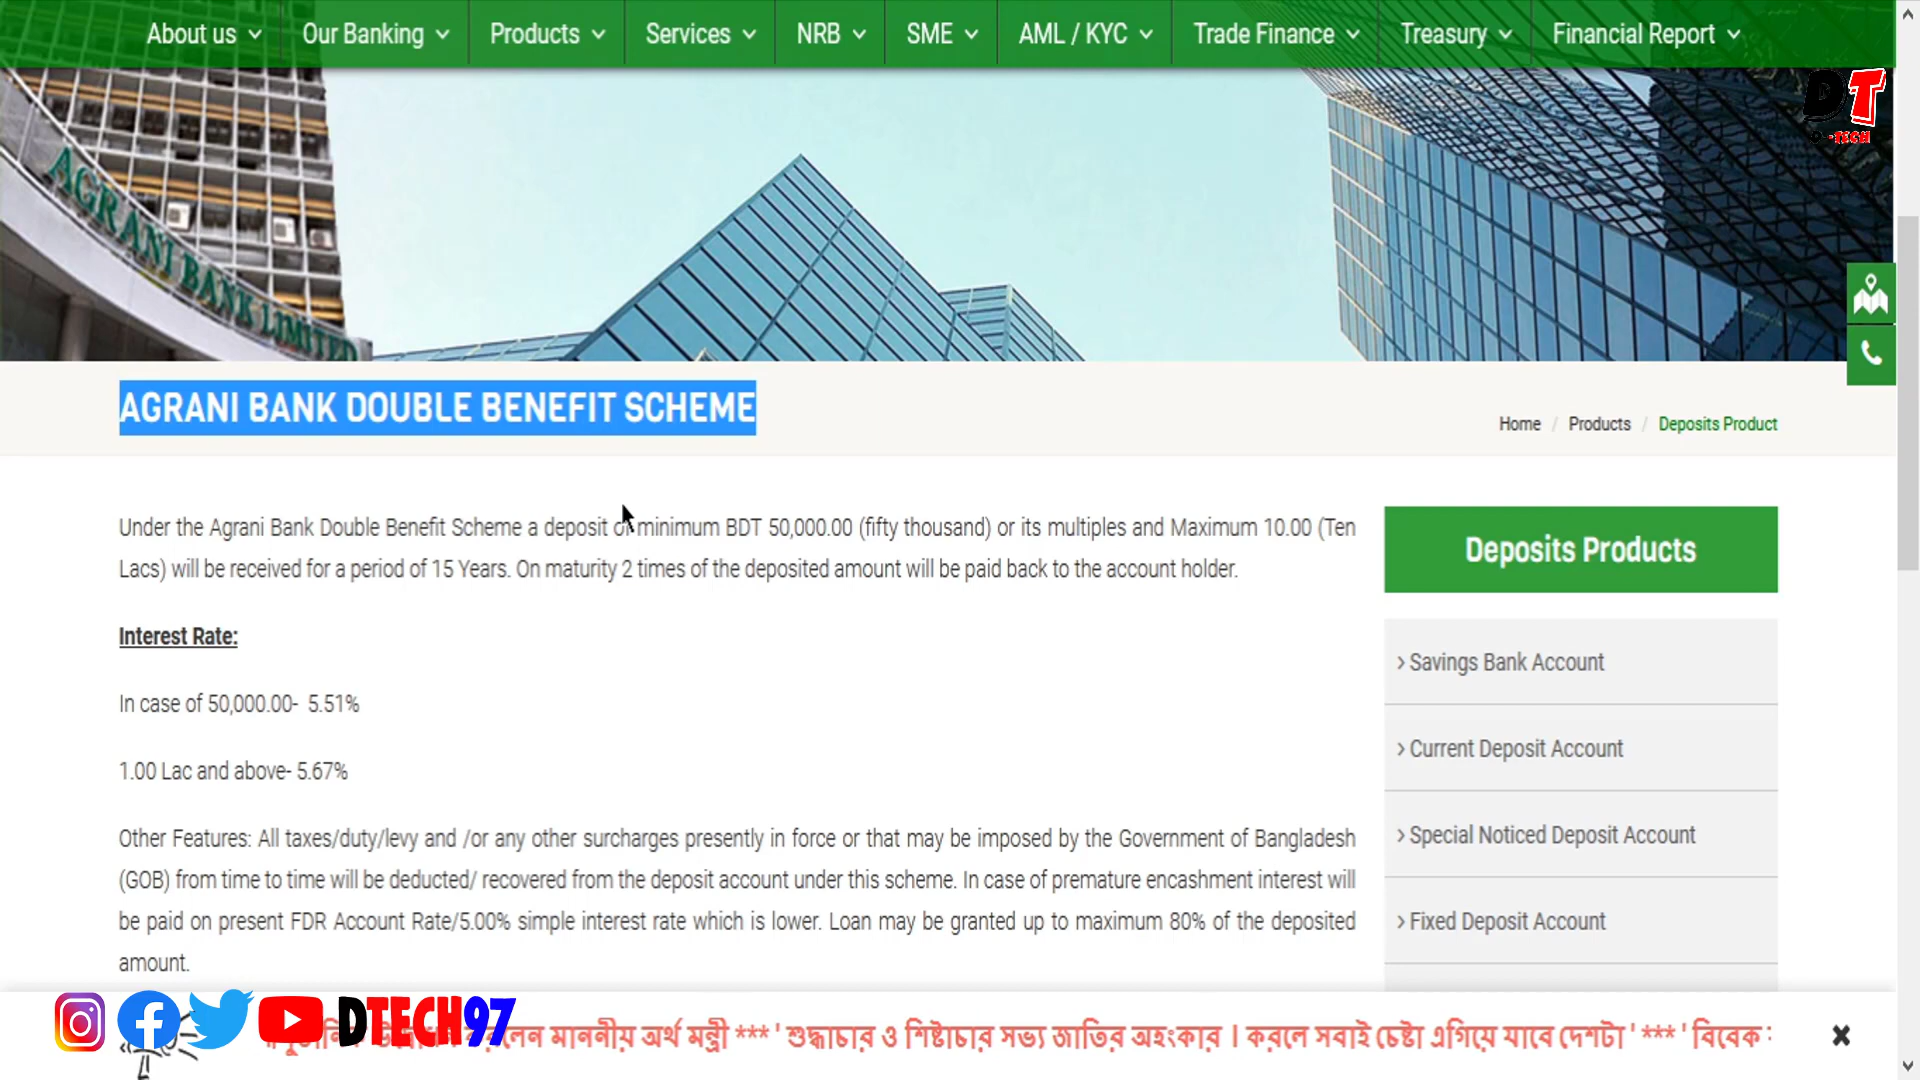 About us
Our Banking
Products
Services
NRB
SME
AML / KYC
Trade Finance
Treasury
Financial Report
DT
-TECH
AGRANI BANK LIMITED
AGRANI BANK DOUBLE BENEFIT SCHEME
Home / Products / Deposits Product
Under the Agrani Bank Double Benefit Scheme a deposit of minimum BDT 50,000.00 (fifty thousand) or its multiples and Maximum 10.00 (Ten
Lacs) will be received for a period of 15 Years. On maturity 2 times of the deposited amount will be paid back to the account holder.
Interest Rate:
In case of 50,000.00- 5.51%
1.00 Lac and above- 5.67%
Other Features: All taxes/duty/levy and /or any other surcharges presently in force or that may be imposed by the Government of Bangladesh
(GOB) from time to time will be deducted/ recovered from the deposit account under this scheme. In case of premature encashment interest will
be paid on present FDR Account Rate/5.00% simple interest rate which is lower. Loan may be granted up to maximum 80% of the deposited
amount.
Deposits Products
› Savings Bank Account
› Current Deposit Account
› Special Noticed Deposit Account
› Fixed Deposit Account
DTECH97
মাননীয় অর্থ মন্ত্রী *** ' শুদ্ধাচার ও শিষ্টাচার সভ্য জাতির অহংকার । করলে সবাই চেষ্টা এগিয়ে যাবে দেশটা ' *** ' বিবেক